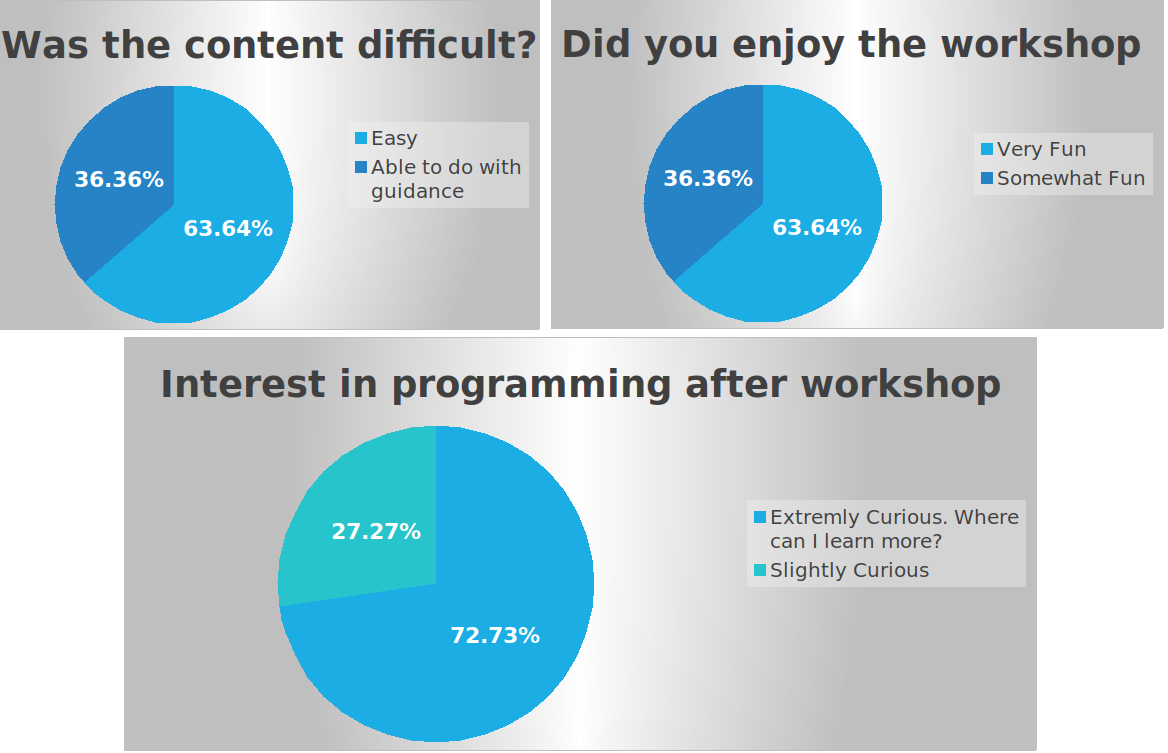 Was the content difficult?
36.36%
63.64%
Easy
Able to do with
guidance
Did you enjoy the workshop
36.36%
63.64%
Very Fun
Somewhat Fun
Interest in programming after workshop
27.27%
72.73%
Extremly Curious. Where
can I learn more?
Slightly Curious